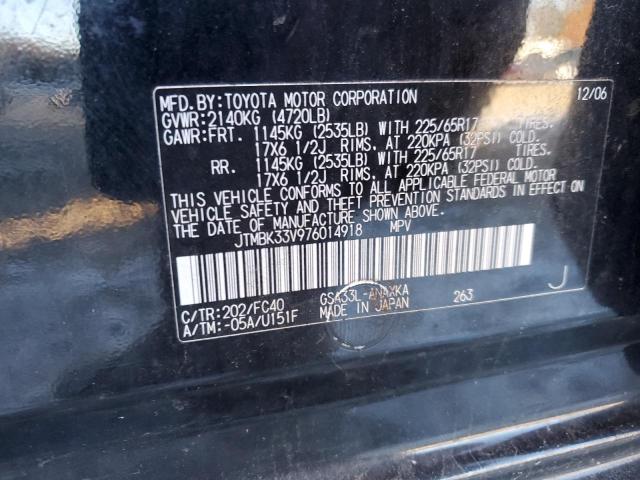 MFD. BY: TOYOTA MOTOR CORPORATION 12/06
GVWR: 2140KG (4720LB)
GAWR: FRT. 1145KG (2535LB) WITH 225/65R17 TIRES.
17X6 1/2J RIMS. AT 220KPA (32PSI) COLD.
RR. 1145KG (2535LB) WITH 225/65R17 TIRES.
17X6 1/2J RIMS. AT 220KPA (32PSI) COLD.
THIS VEHICLE CONFORMS TO ALL APPLICABLE FEDERAL MOTOR
VEHICLE SAFETY AND THEFT PREVENTION STANDARDS IN EFFECT ON
THE DATE OF MANUFACTURE SHOWN ABOVE.
JTMBK33V976014918 MPV
C/TR: 202/FC40 GSA33L-ANAXKA 263 J
A/TM: -05A/U151F MADE IN JAPAN